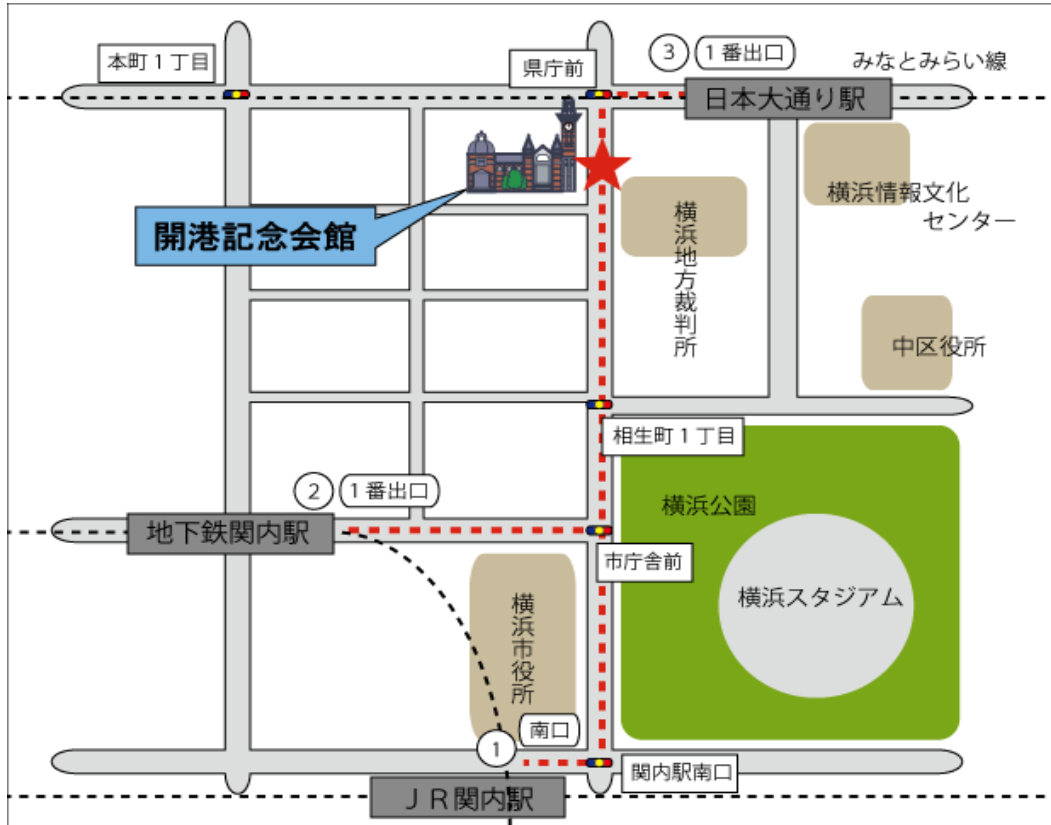 本町１丁目
県庁前
3
１番出口
みなとみらい線
日本大通り駅
横浜情報文化
センター
開港記念会館
横浜地方裁判所
中区役所
相生町１丁目
2
１番出口
横浜公園
地下鉄関内駅
市庁舎前
横浜スタジアム
横浜市役所
南口
1
関内駅南口
ＪＲ関内駅